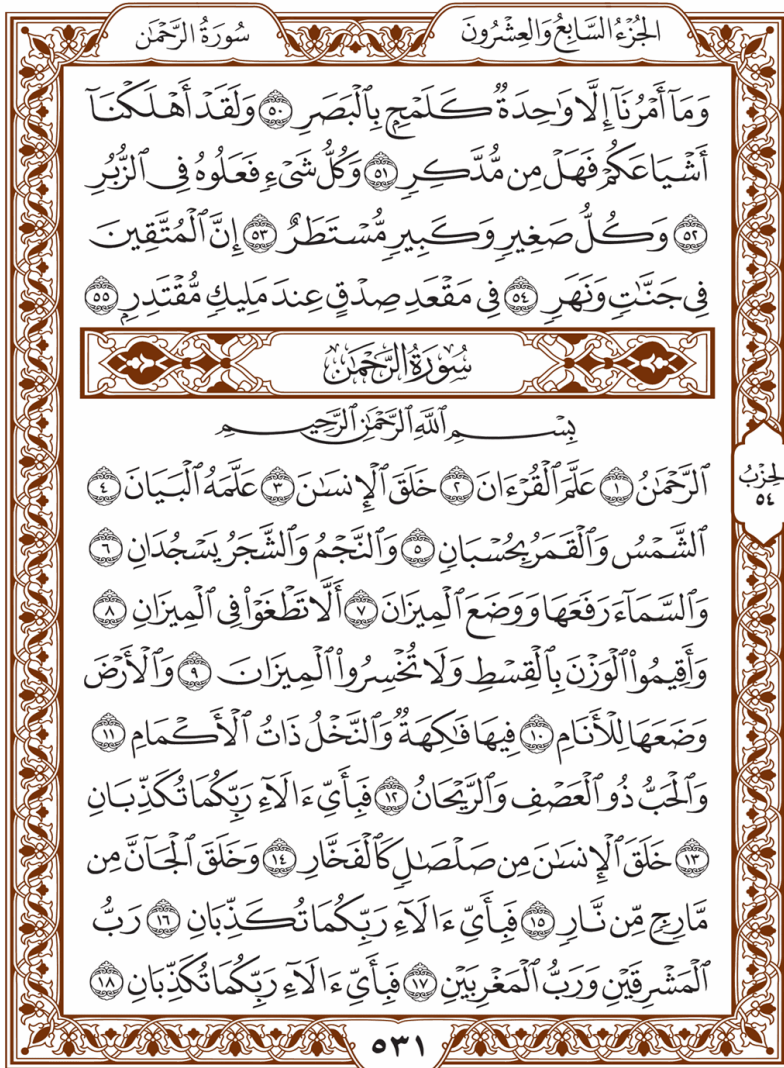 الجُزْءُ السَّابِعُ وَالعِشْرُونَ
سُورَةُ الرَّحْمَٰن
وَمَآ أَمْرُنَآ إِلَّا وَٰحِدَةٌ كَلَمْحٍۭ بِٱلْبَصَرِ ٥٠ وَلَقَدْ أَهْلَكْنَآ
أَشْيَاعَكُمْ فَهَلْ مِن مُّدَّكِرٍ ٥١ وَكُلُّ شَىْءٍ فَعَلُوهُ فِى ٱلزُّبُرِ
٥٢ وَكُلُّ صَغِيرٍ وَكَبِيرٍ مُّسْتَطَرٌ ٥٣ إِنَّ ٱلْمُتَّقِينَ
فِى جَنَّٰتٍ وَنَهَرٍ ٥٤ فِى مَقْعَدِ صِدْقٍ عِندَ مَلِيكٍ مُّقْتَدِرٍۭ ٥٥
سُورَةُ الرَّحْمَٰن
بِسْمِ ٱللَّهِ ٱلرَّحْمَٰنِ ٱلرَّحِيمِ
ٱلرَّحْمَٰنُ ١ عَلَّمَ ٱلْقُرْءَانَ ٢ خَلَقَ ٱلْإِنسَٰنَ ٣ عَلَّمَهُ ٱلْبَيَانَ ٤
الحِزْبُ
٥٤
ٱلشَّمْسُ وَٱلْقَمَرُ بِحُسْبَانٍ ٥ وَٱلنَّجْمُ وَٱلشَّجَرُ يَسْجُدَانِ ٦
وَٱلسَّمَآءَ رَفَعَهَا وَوَضَعَ ٱلْمِيزَانَ ٧ أَلَّا تَطْغَوْا۟ فِى ٱلْمِيزَانِ ٨
وَأَقِيمُوا۟ ٱلْوَزْنَ بِٱلْقِسْطِ وَلَا تُخْسِرُوا۟ ٱلْمِيزَانَ ٩ وَٱلْأَرْضَ
وَضَعَهَا لِلْأَنَامِ ١٠ فِيهَا فَٰكِهَةٌ وَٱلنَّخْلُ ذَاتُ ٱلْأَكْمَامِ ١١
وَٱلْحَبُّ ذُو ٱلْعَصْفِ وَٱلرَّيْحَانُ ١٢ فَبِأَىِّ ءَالَآءِ رَبِّكُمَا تُكَذِّبَانِ
١٣ خَلَقَ ٱلْإِنسَٰنَ مِن صَلْصَٰلٍ كَٱلْفَخَّارِ ١٤ وَخَلَقَ ٱلْجَآنَّ مِن
مَّارِجٍ مِّن نَّارٍ ١٥ فَبِأَىِّ ءَالَآءِ رَبِّكُمَا تُكَذِّبَانِ ١٦ رَبُّ
ٱلْمَشْرِقَيْنِ وَرَبُّ ٱلْمَغْرِبَيْنِ ١٧ فَبِأَىِّ ءَالَآءِ رَبِّكُمَا تُكَذِّبَانِ ١٨
٥٣١